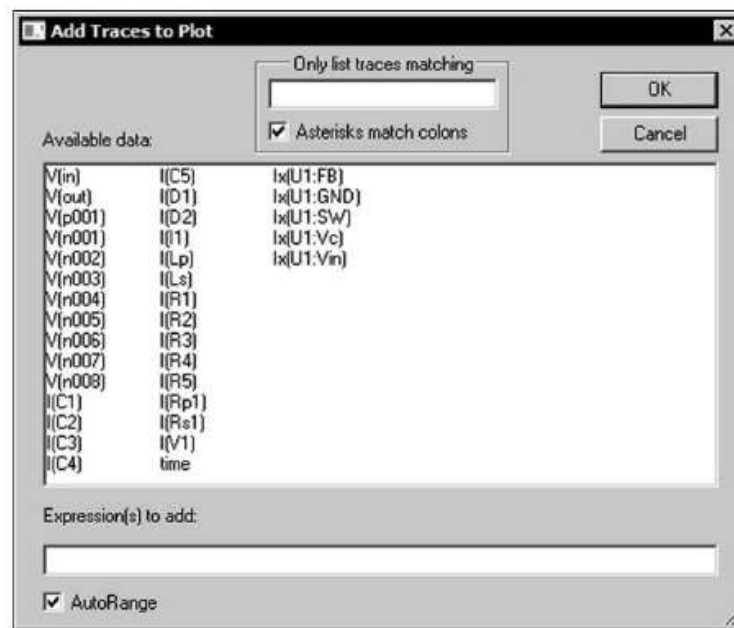 Add Traces to Plot
Only list traces matching
OK
Asterisks match colons
Cancel
Available data:
V(in) I(C5) Ix(U1:FB)
V(out) I(D1) Ix(U1:GND)
V(p001) I(D2) Ix(U1:SW)
V(n001) I(I1) Ix(U1:Vc)
V(n002) I(Lp) Ix(U1:Vin)
V(n003) I(Ls)
V(n004) I(R1)
V(n005) I(R2)
V(n006) I(R3)
V(n007) I(R4)
V(n008) I(R5)
I(C1) I(Rp1)
I(C2) I(Rs1)
I(C3) I(V1)
I(C4) time
Expression(s) to add:
AutoRange